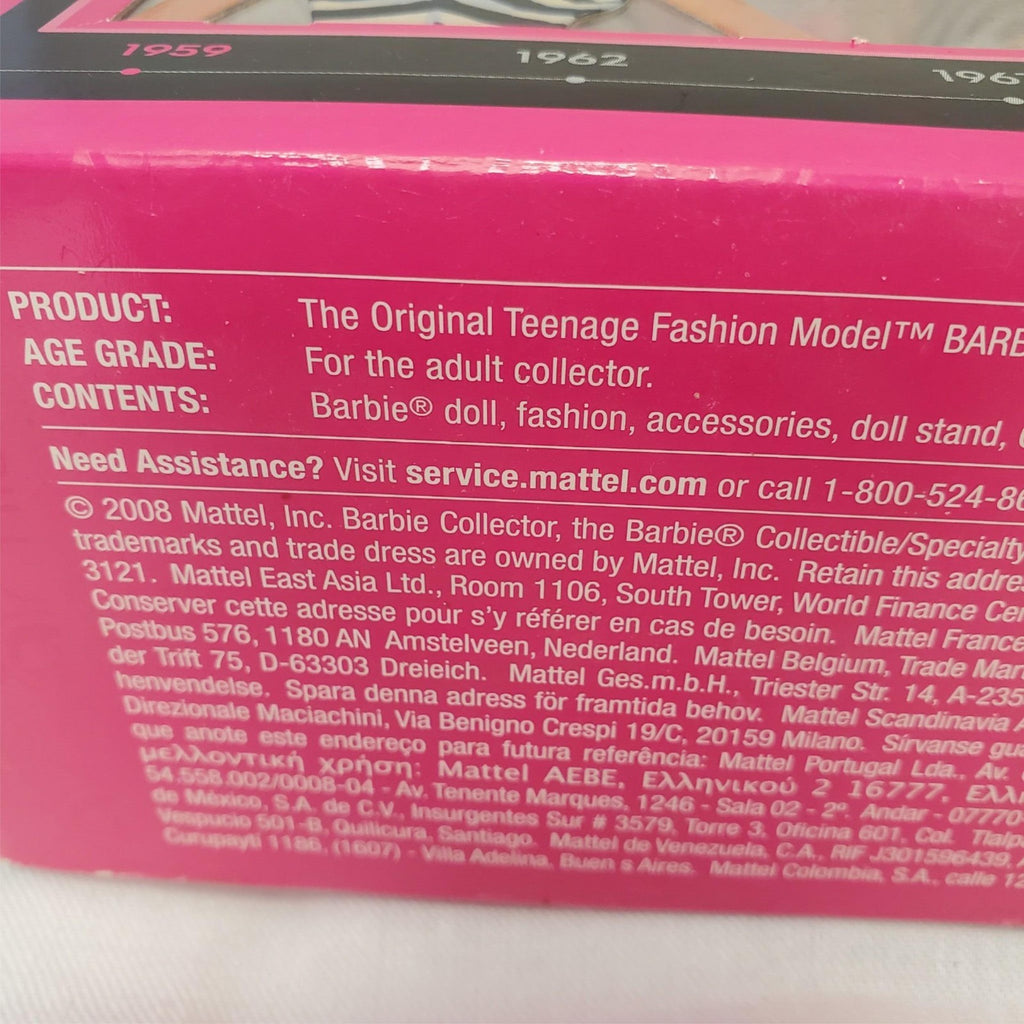 1959 1962 196
PRODUCT: The Original Teenage Fashion Model™ BARB
AGE GRADE: For the adult collector.
CONTENTS: Barbie® doll, fashion, accessories, doll stand,
Need Assistance? Visit service.mattel.com or call 1-800-524-8
© 2008 Mattel, Inc. Barbie Collector, the Barbie® Collectible/Specialty
trademarks and trade dress are owned by Mattel, Inc. Retain this addre
3121. Mattel East Asia Ltd., Room 1106, South Tower, World Finance Cen
Conserver cette adresse pour s'y référer en cas de besoin. Mattel France
Postbus 576, 1180 AN Amstelveen, Nederland. Mattel Belgium, Trade Mar
der Trift 75, D-63303 Dreieich. Mattel Ges.m.b.H., Triester Str. 14, A-235
henvendelse. Spara denna adress för framtida behov. Mattel Scandinavia A
Direzionale Maciachini, Via Benigno Crespi 19/C, 20159 Milano. Sírvanse gua
que anote este endereço para futura referência: Mattel Portugal Lda., Av.
μελλοντική χρήση: Mattel AEBE, Ελληνικού 2 16777, Ελλ
54.558.002/0008-04 - Av. Tenente Marques, 1246 - Sala 02 - 2º. Andar - 07770
de México, S.A. de C.V., Insurgentes Sur # 3579, Torre 3, Oficina 601, Col. Tlalp
Vespucio 501-B, Quilicura, Santiago. Mattel de Venezuela, C.A., RIF J301596439,
Curupaytí 1186, (1607) - Villa Adelina, Buen s Aires. Mattel Colombia, S.A., calle 12